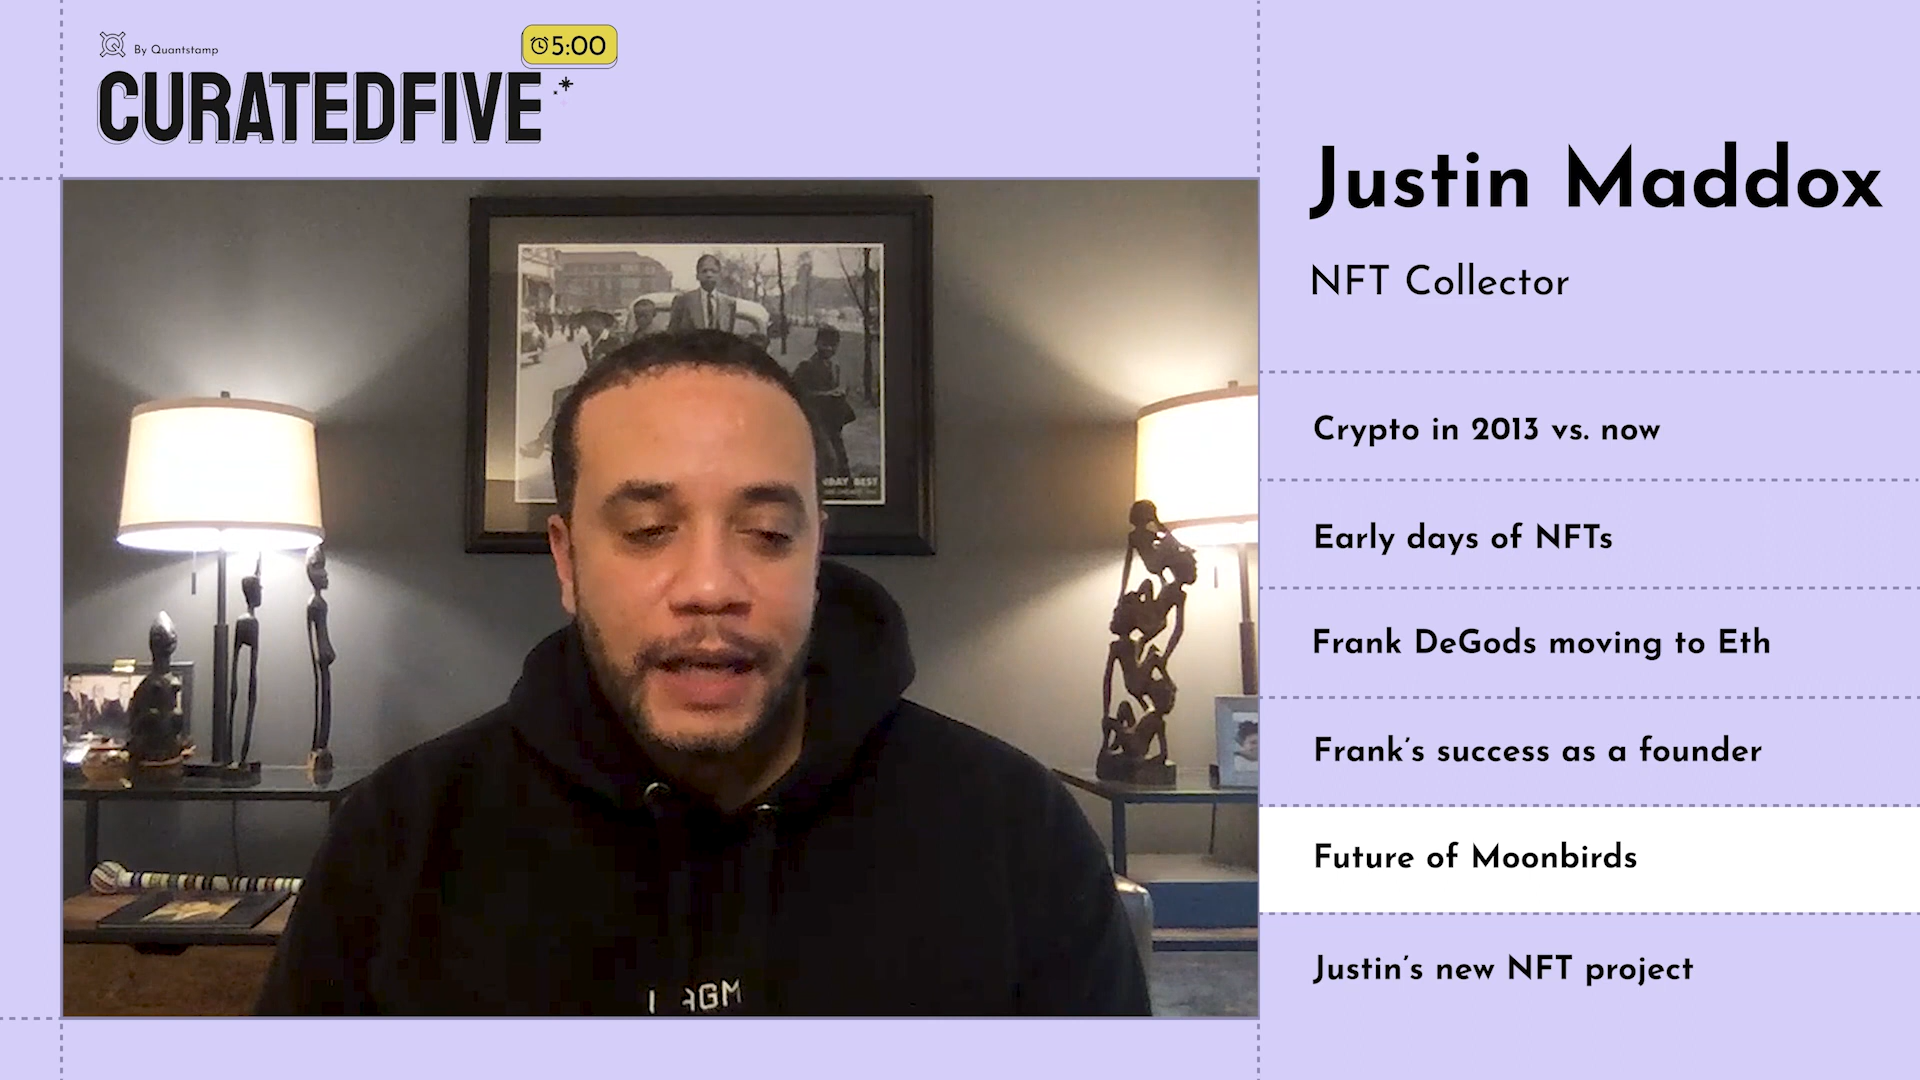 By Quantstamp
5:00
CURATEDFIVE
Justin Maddox
NFT Collector
Crypto in 2013 vs. now
Early days of NFTs
Frank DeGods moving to Eth
Frank's success as a founder
Future of Moonbirds
Justin's new NFT project
BEST